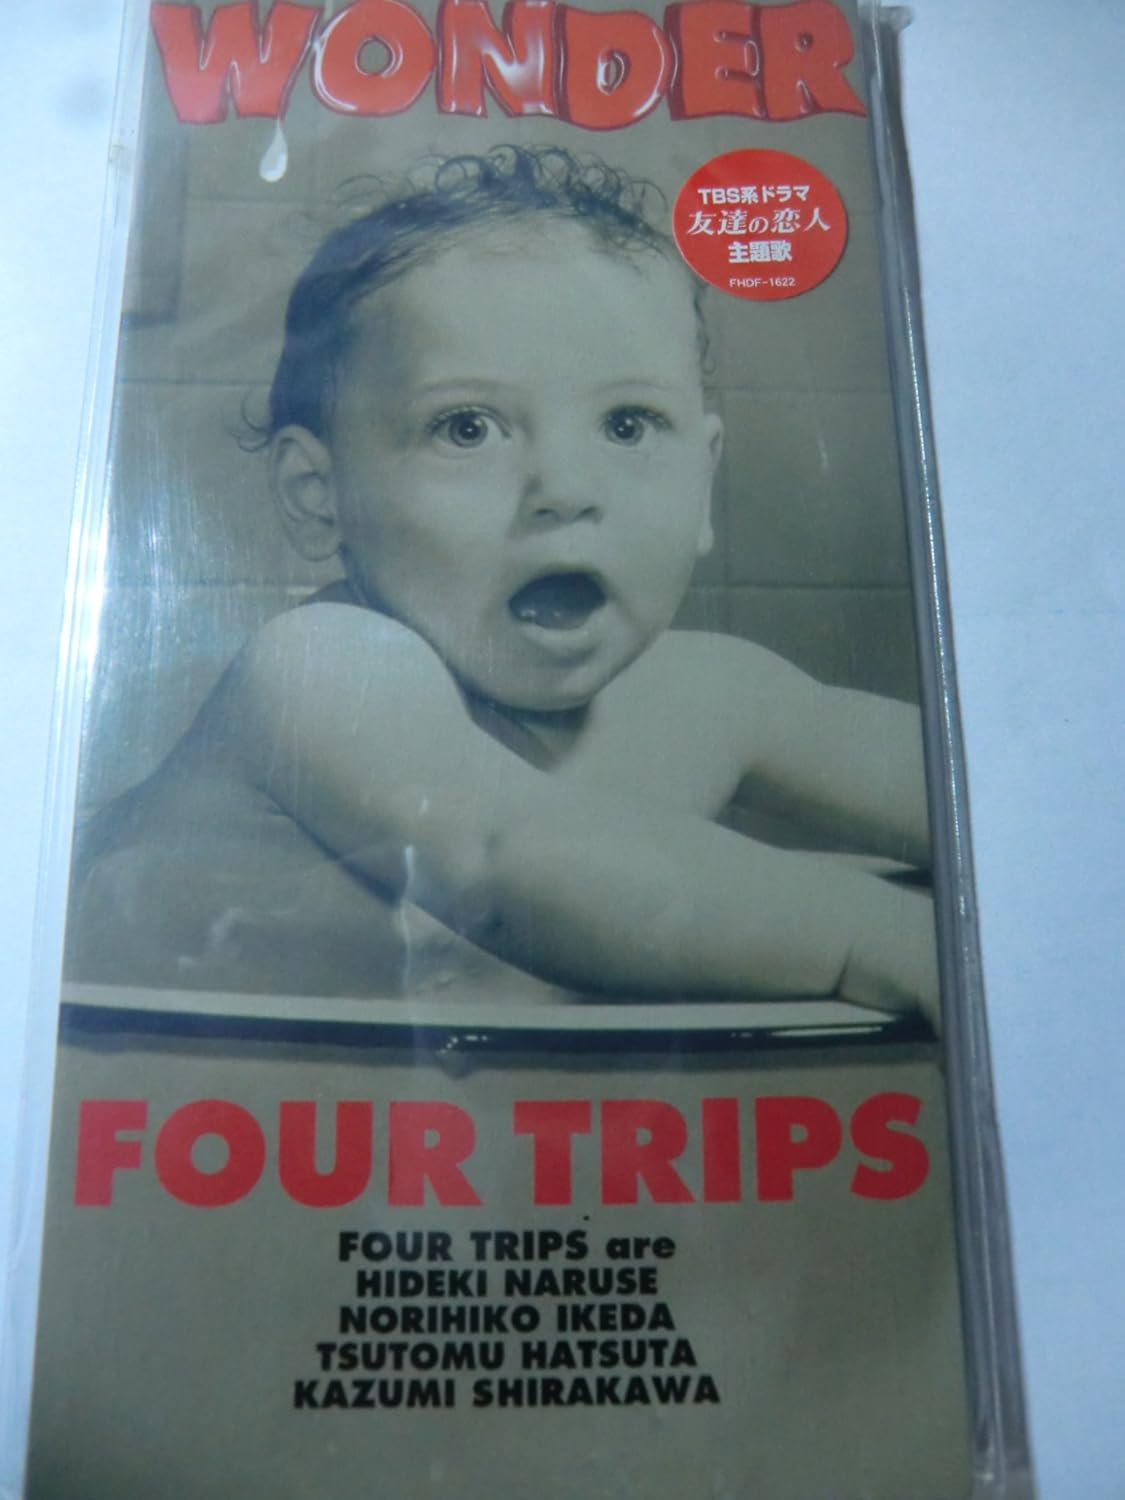 WONDER
TBS系ドラマ
友達の恋人
主題歌
FHDF-1622
FOUR TRIPS
FOUR TRIPS are
HIDEKI NARUSE
NORIHIKO IKEDA
TSUTOMU HATSUTA
KAZUMI SHIRAKAWA